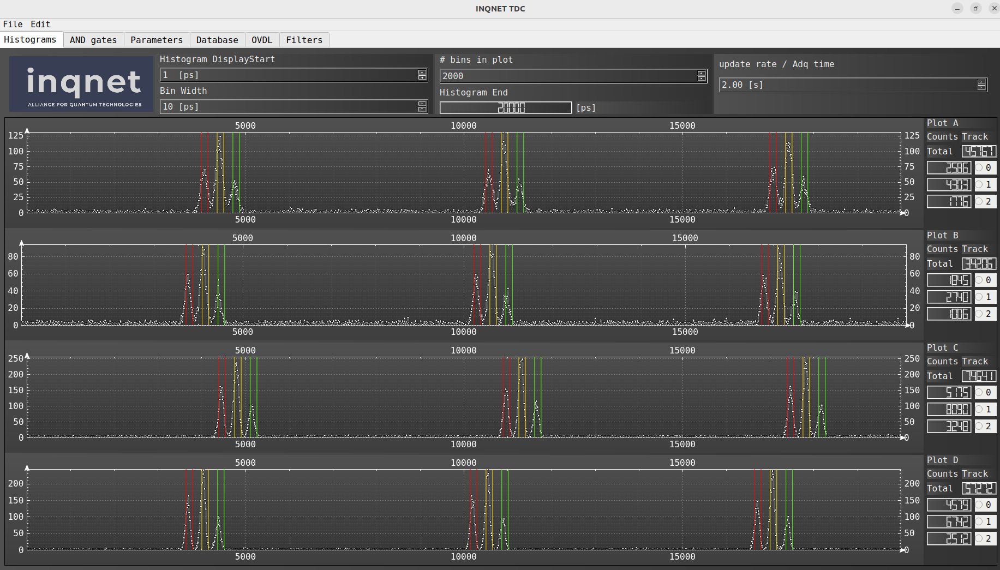 INQNET TDC
File Edit
Histograms AND gates Parameters Database OVDL Filters
inqnet
ALLIANCE FOR QUANTUM TECHNOLOGIES
Histogram DisplayStart
1 [ps]
Bin Width
10 [ps]
# bins in plot
2000
Histogram End
20000 [ps]
update rate / Adq time
2.00 [s]
5000 10000 15000
125 125
100 100
75 75
50 50
25 25
0 0
5000 10000 15000
Plot A
Counts Track
Total 45767
2586 0
4303 1
1776 2
5000 10000 15000
80 80
60 60
40 40
20 20
0 0
5000 10000 15000
Plot B
Counts Track
Total 34206
1845 0
2740 1
1006 2
5000 10000 15000
250 250
200 200
150 150
100 100
50 50
0 0
5000 10000 15000
Plot C
Counts Track
Total 74641
5175 0
8090 1
3248 2
5000 10000 15000
200 200
150 150
100 100
50 50
0 0
5000 10000 15000
Plot D
Counts Track
Total 57272
4579 0
6742 1
2512 2